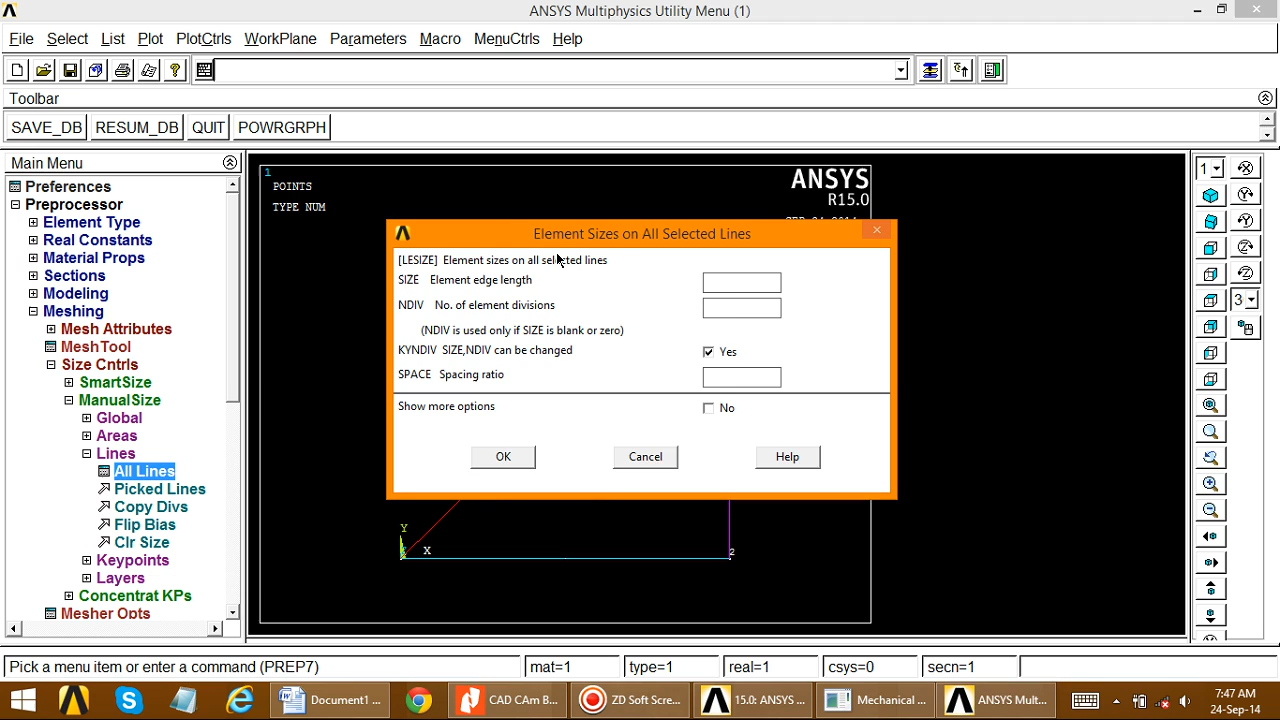 ANSYS Multiphysics Utility Menu (1)
File Select List Plot PlotCtrls WorkPlane Parameters Macro MenuCtrls Help
Toolbar
SAVE_DB RESUM_DB QUIT POWRGRPH
Main Menu
Preferences
Preprocessor
Element Type
Real Constants
Material Props
Sections
Modeling
Meshing
Mesh Attributes
MeshTool
Size Cntrls
SmartSize
ManualSize
Global
Areas
Lines
All Lines
Picked Lines
Copy Divs
Flip Bias
Clr Size
Keypoints
Layers
Concentrat KPs
Mesher Opts
1
POINTS
TYPE NUM
ANSYS
R15.0
Element Sizes on All Selected Lines
[LESIZE] Element sizes on all selected lines
SIZE Element edge length
NDIV No. of element divisions
(NDIV is used only if SIZE is blank or zero)
KYNDIV SIZE,NDIV can be changed Yes
SPACE Spacing ratio
Show more options No
OK Cancel Help
Y
X
2
1
3
Pick a menu item or enter a command (PREP7) mat=1 type=1 real=1 csys=0 secn=1
Document1 ... CAD CAm B... ZD Soft Scre... 15.0: ANSYS ... Mechanical ... ANSYS Mult...
7:47 AM
24-Sep-14